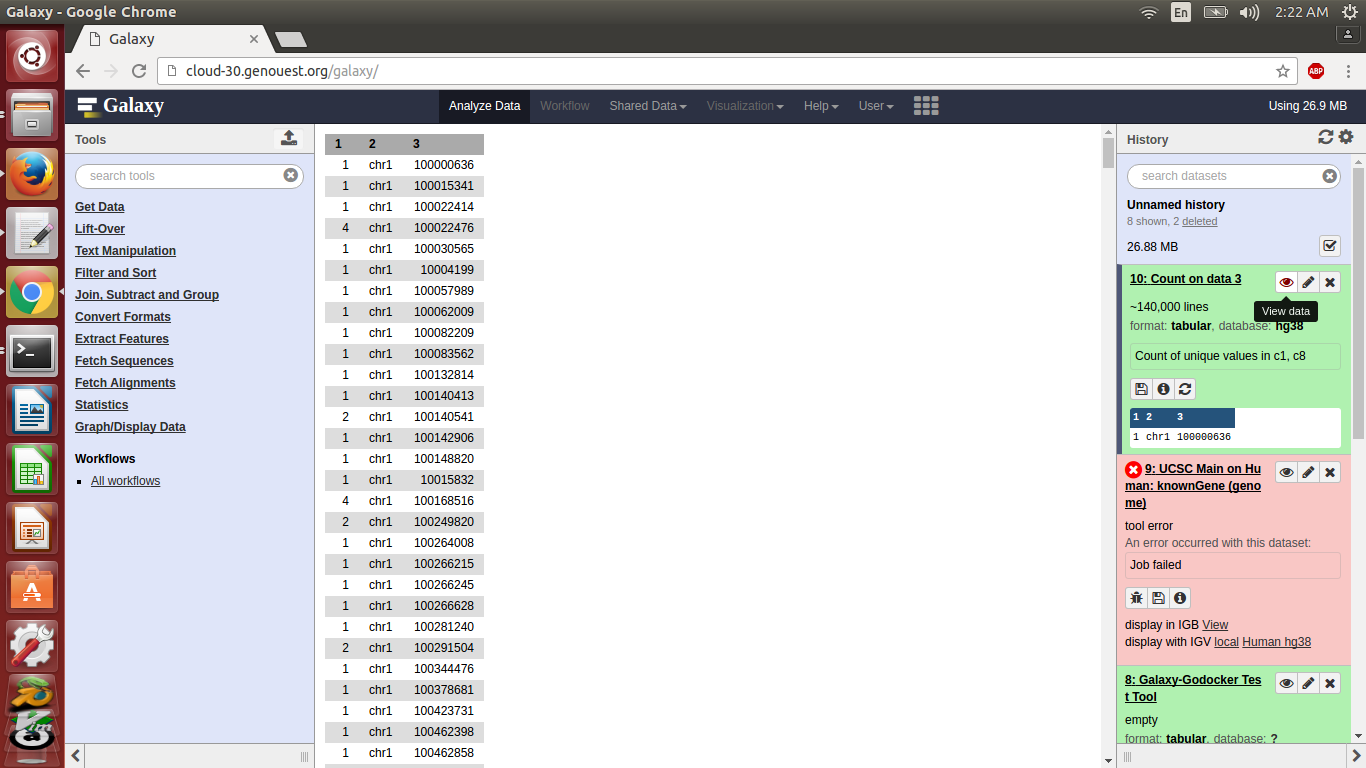 Galaxy - Google Chrome
En
2:22 AM
Galaxy
cloud-30.genouest.org/galaxy/
ABP
Galaxy
Analyze Data Workflow Shared Data Visualization Help User
Using 26.9 MB
Tools
search tools
Get Data
Lift-Over
Text Manipulation
Filter and Sort
Join, Subtract and Group
Convert Formats
Extract Features
Fetch Sequences
Fetch Alignments
Statistics
Graph/Display Data
Workflows
All workflows
1 2 3
1 chr1 100000636
1 chr1 100015341
1 chr1 100022414
4 chr1 100022476
1 chr1 100030565
1 chr1 10004199
1 chr1 100057989
1 chr1 100062009
1 chr1 100082209
1 chr1 100083562
1 chr1 100132814
1 chr1 100140413
2 chr1 100140541
1 chr1 100142906
1 chr1 100148820
1 chr1 10015832
4 chr1 100168516
2 chr1 100249820
1 chr1 100264008
1 chr1 100266215
1 chr1 100266245
1 chr1 100266628
1 chr1 100281240
2 chr1 100291504
1 chr1 100344476
1 chr1 100378681
1 chr1 100423731
1 chr1 100462398
1 chr1 100462858
History
search datasets
Unnamed history
8 shown, 2 deleted
26.88 MB
10: Count on data 3
View data
~140,000 lines
format: tabular, database: hg38
Count of unique values in c1, c8
1 2 3
1 chr1 100000636
9: UCSC Main on Hu
man: knownGene (geno
me)
tool error
An error occurred with this dataset:
Job failed
display in IGB View
display with IGV local Human hg38
8: Galaxy-Godocker Tes
t Tool
empty
format: tabular, database: ?